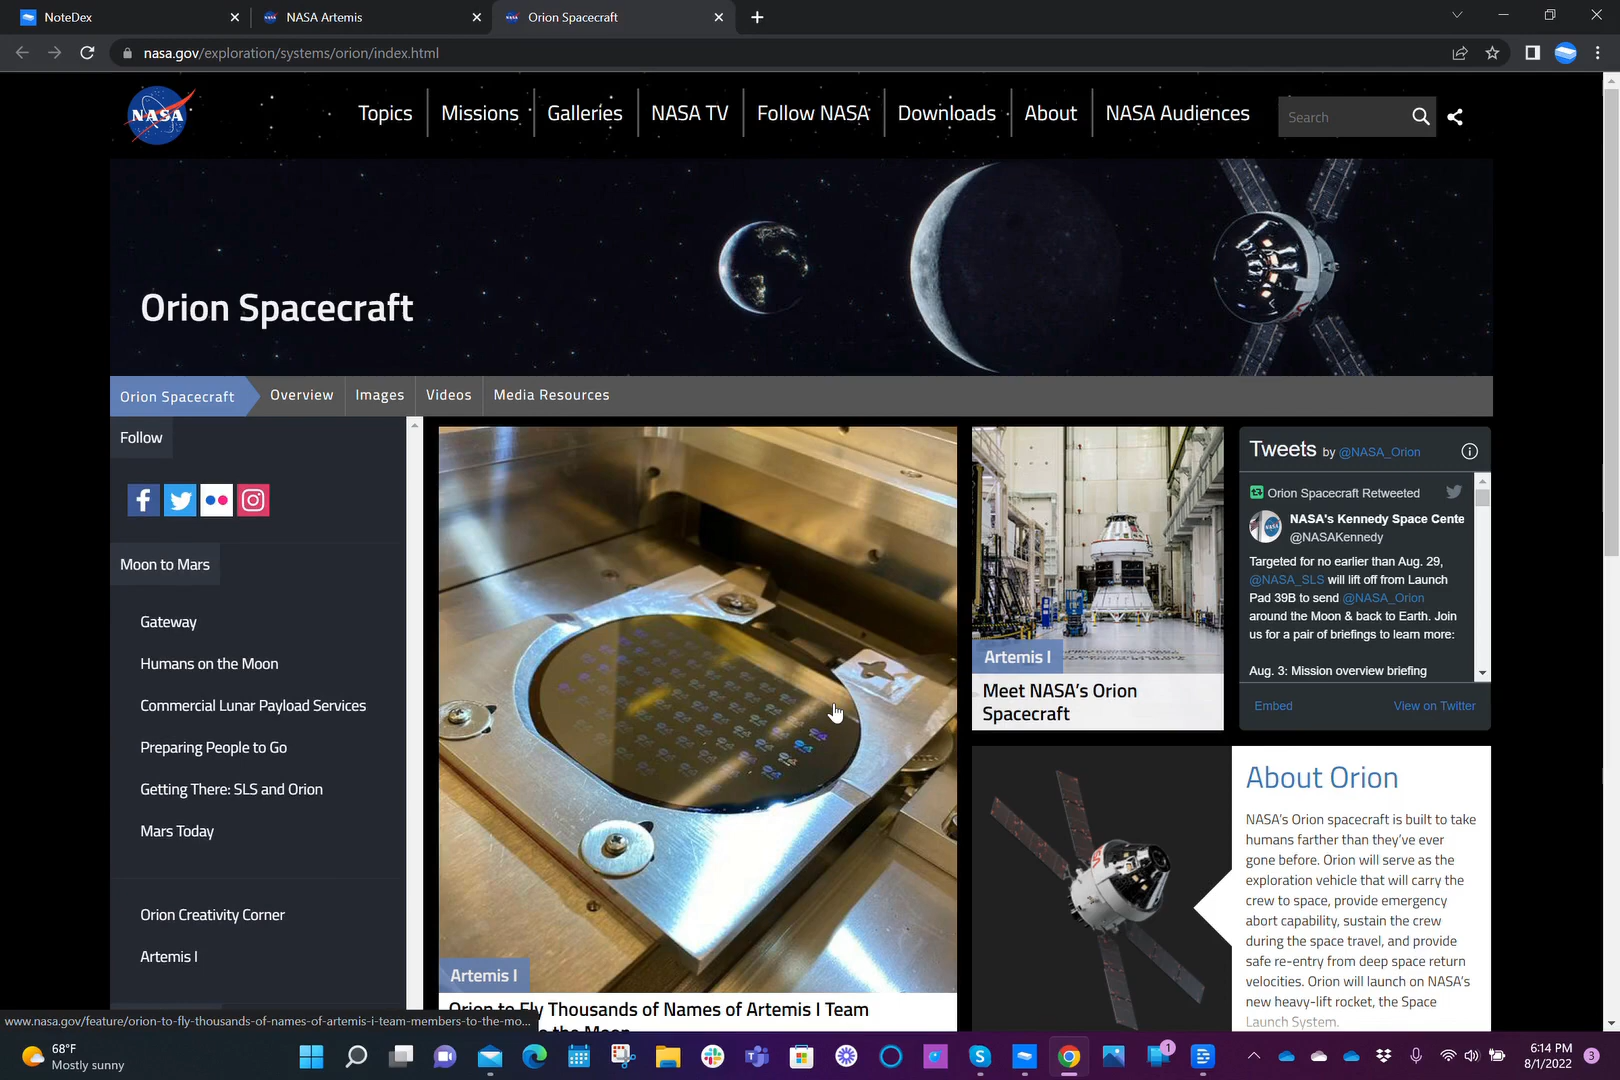 NoteDex
NASA Artemis
Orion Spacecraft
nasa.gov/exploration/systems/orion/index.html
NASA
Topics
Missions
Galleries
NASA TV
Follow NASA
Downloads
About
NASA Audiences
Search
Orion Spacecraft
Orion Spacecraft
Overview
Images
Videos
Media Resources
Follow
Moon to Mars
Gateway
Humans on the Moon
Commercial Lunar Payload Services
Preparing People to Go
Getting There: SLS and Orion
Mars Today
Orion Creativity Corner
Artemis I
Artemis I
Orion to Fly Thousands of Names of Artemis I Team
the Moon
Artemis I
Meet NASA's Orion
Spacecraft
Tweets by @NASA_Orion
Orion Spacecraft Retweeted
NASA's Kennedy Space Cente
@NASAKennedy
Targeted for no earlier than Aug. 29,
@NASA_SLS will lift off from Launch
Pad 39B to send @NASA_Orion
around the Moon & back to Earth. Join
us for a pair of briefings to learn more:
Aug. 3: Mission overview briefing
Embed
View on Twitter
About Orion
NASA's Orion spacecraft is built to take
humans farther than they've ever
gone before. Orion will serve as the
exploration vehicle that will carry the
crew to space, provide emergency
abort capability, sustain the crew
during the space travel, and provide
safe re-entry from deep space return
velocities. Orion will launch on NASA's
new heavy-lift rocket, the Space
Launch System.
www.nasa.gov/feature/orion-to-fly-thousands-of-names-of-artemis-i-team-members-to-the-mo...
68°F
Mostly sunny
1
6:14 PM
8/1/2022
3